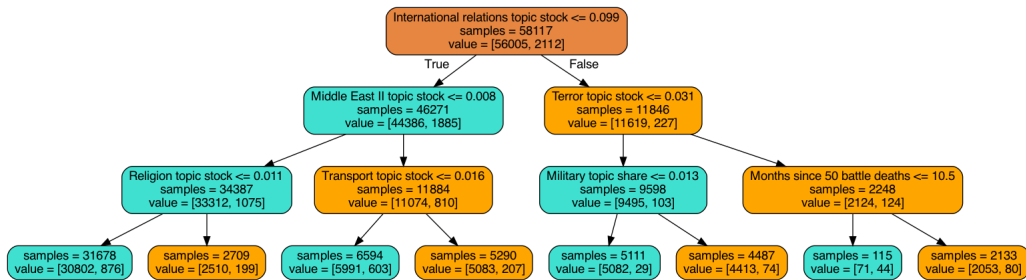 International relations topic stock <= 0.099
samples = 58117
value = [56005, 2112]
True
False
Middle East II topic stock <= 0.008
samples = 46271
value = [44386, 1885]
Terror topic stock <= 0.031
samples = 11846
value = [11619, 227]
Religion topic stock <= 0.011
samples = 34387
value = [33312, 1075]
Transport topic stock <= 0.016
samples = 11884
value = [11074, 810]
Military topic share <= 0.013
samples = 9598
value = [9495, 103]
Months since 50 battle deaths <= 10.5
samples = 2248
value = [2124, 124]
samples = 31678
value = [30802, 876]
samples = 2709
value = [2510, 199]
samples = 6594
value = [5991, 603]
samples = 5290
value = [5083, 207]
samples = 5111
value = [5082, 29]
samples = 4487
value = [4413, 74]
samples = 115
value = [71, 44]
samples = 2133
value = [2053, 80]